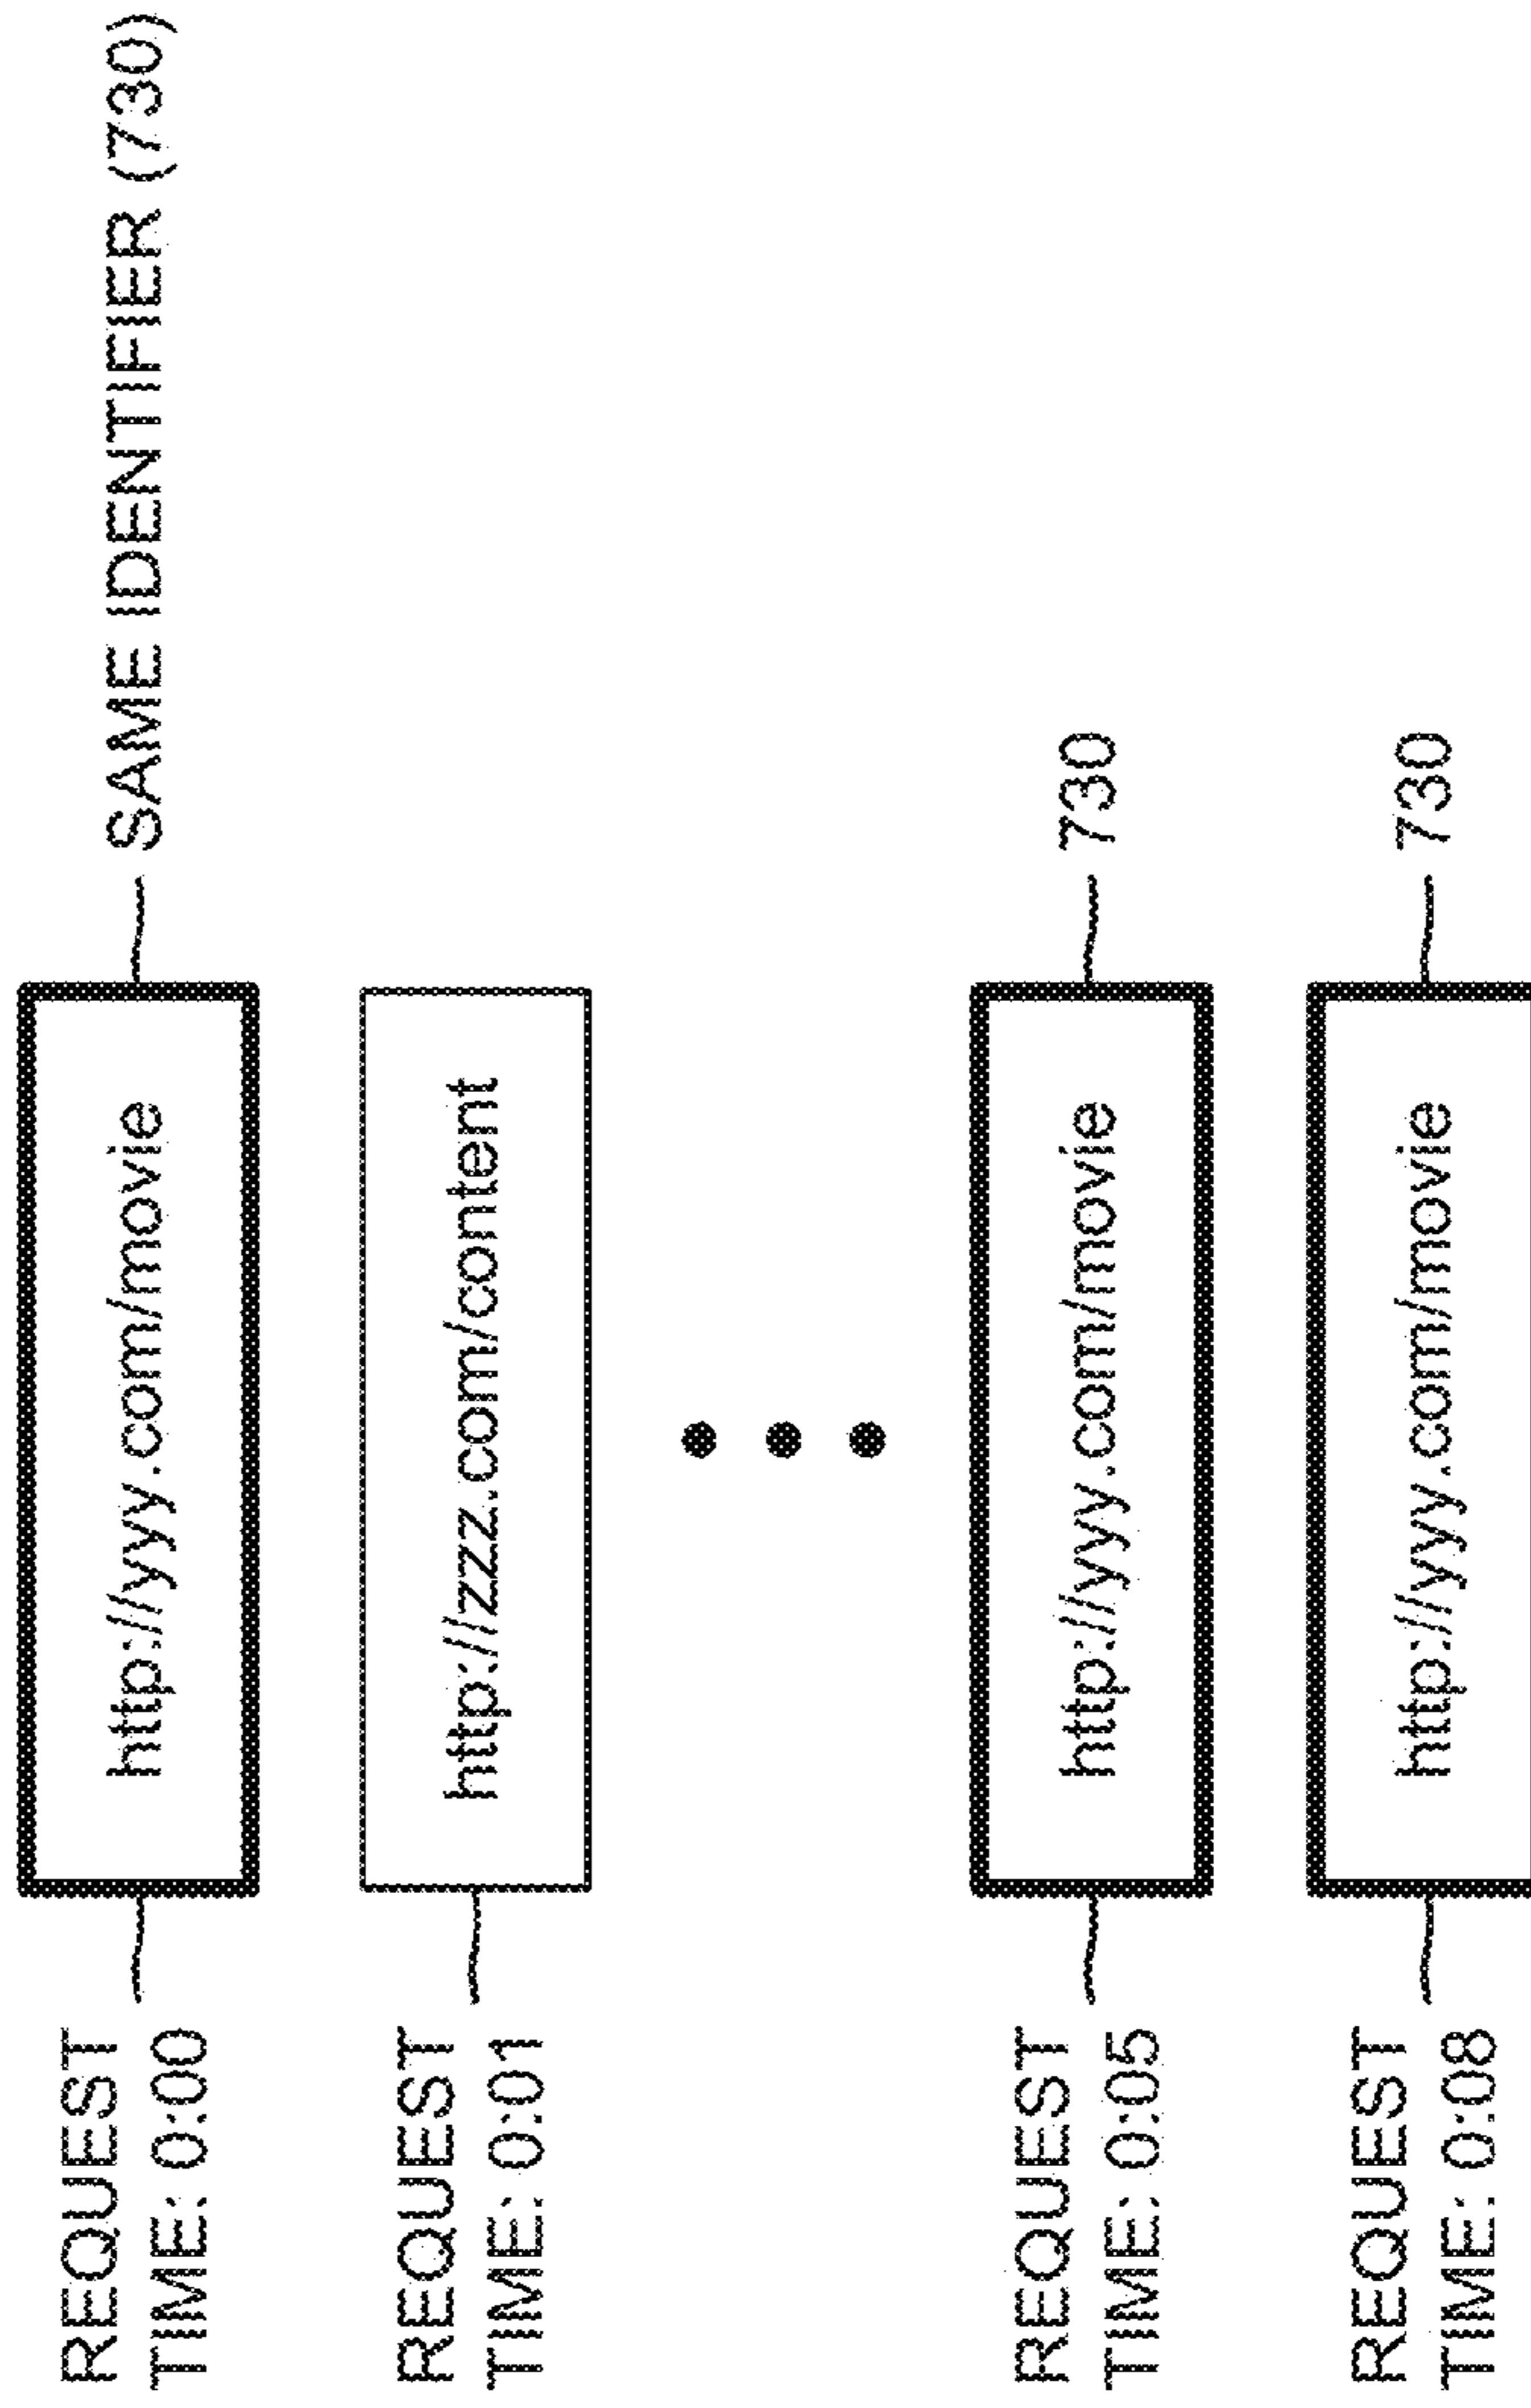 REQUEST
TIME: 0:00
http://yyy.com/movie
SAME IDENTIFIER (730)
REQUEST
TIME: 0:01
http://zzz.com/content
REQUEST
TIME: 0:05
http://yyy.com/movie
730
REQUEST
TIME: 0:08
http://yyy.com/movie
730